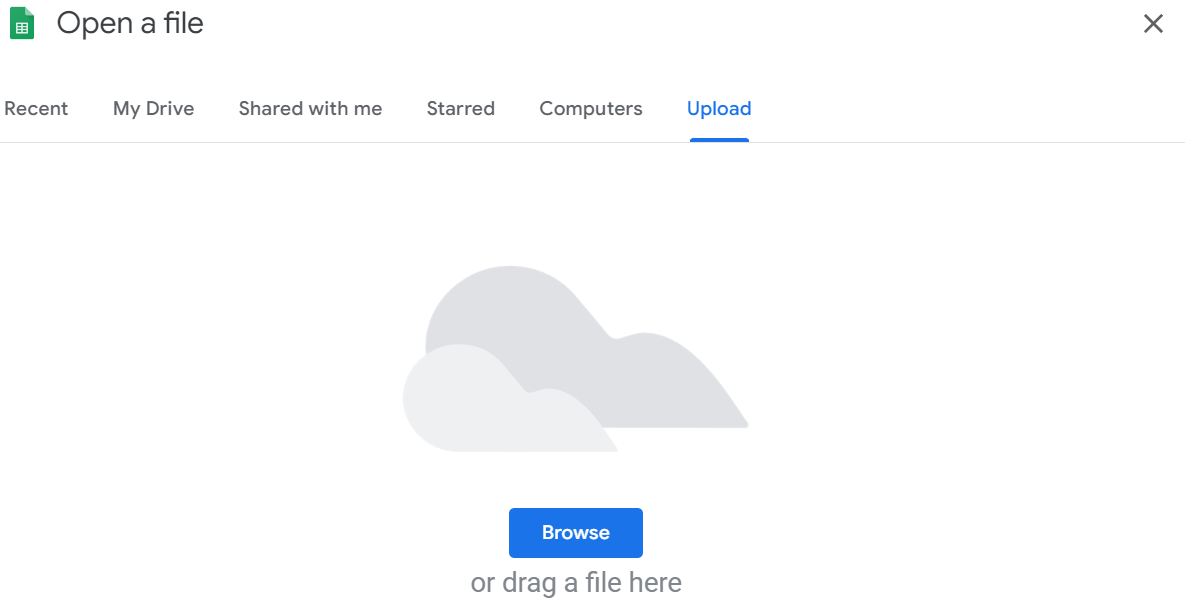 Open a file
Recent My Drive Shared with me Starred Computers Upload
Browse
or drag a file here